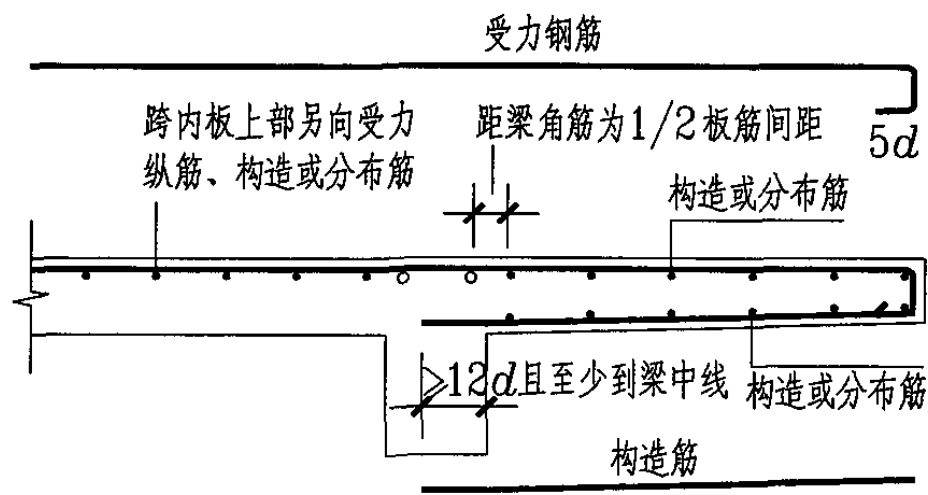 受力钢筋
跨内板上部另向受力
纵筋、构造或分布筋
距梁角筋为1/2板筋间距
5d
构造或分布筋
≥12d且至少到梁中线
构造或分布筋
构造筋